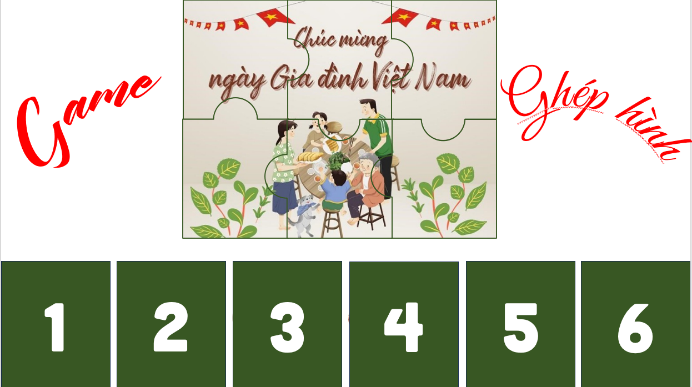 Game
Chúc mừng
ngày Gia đình Việt Nam
Ghép hình
1 2 3 4 5 6